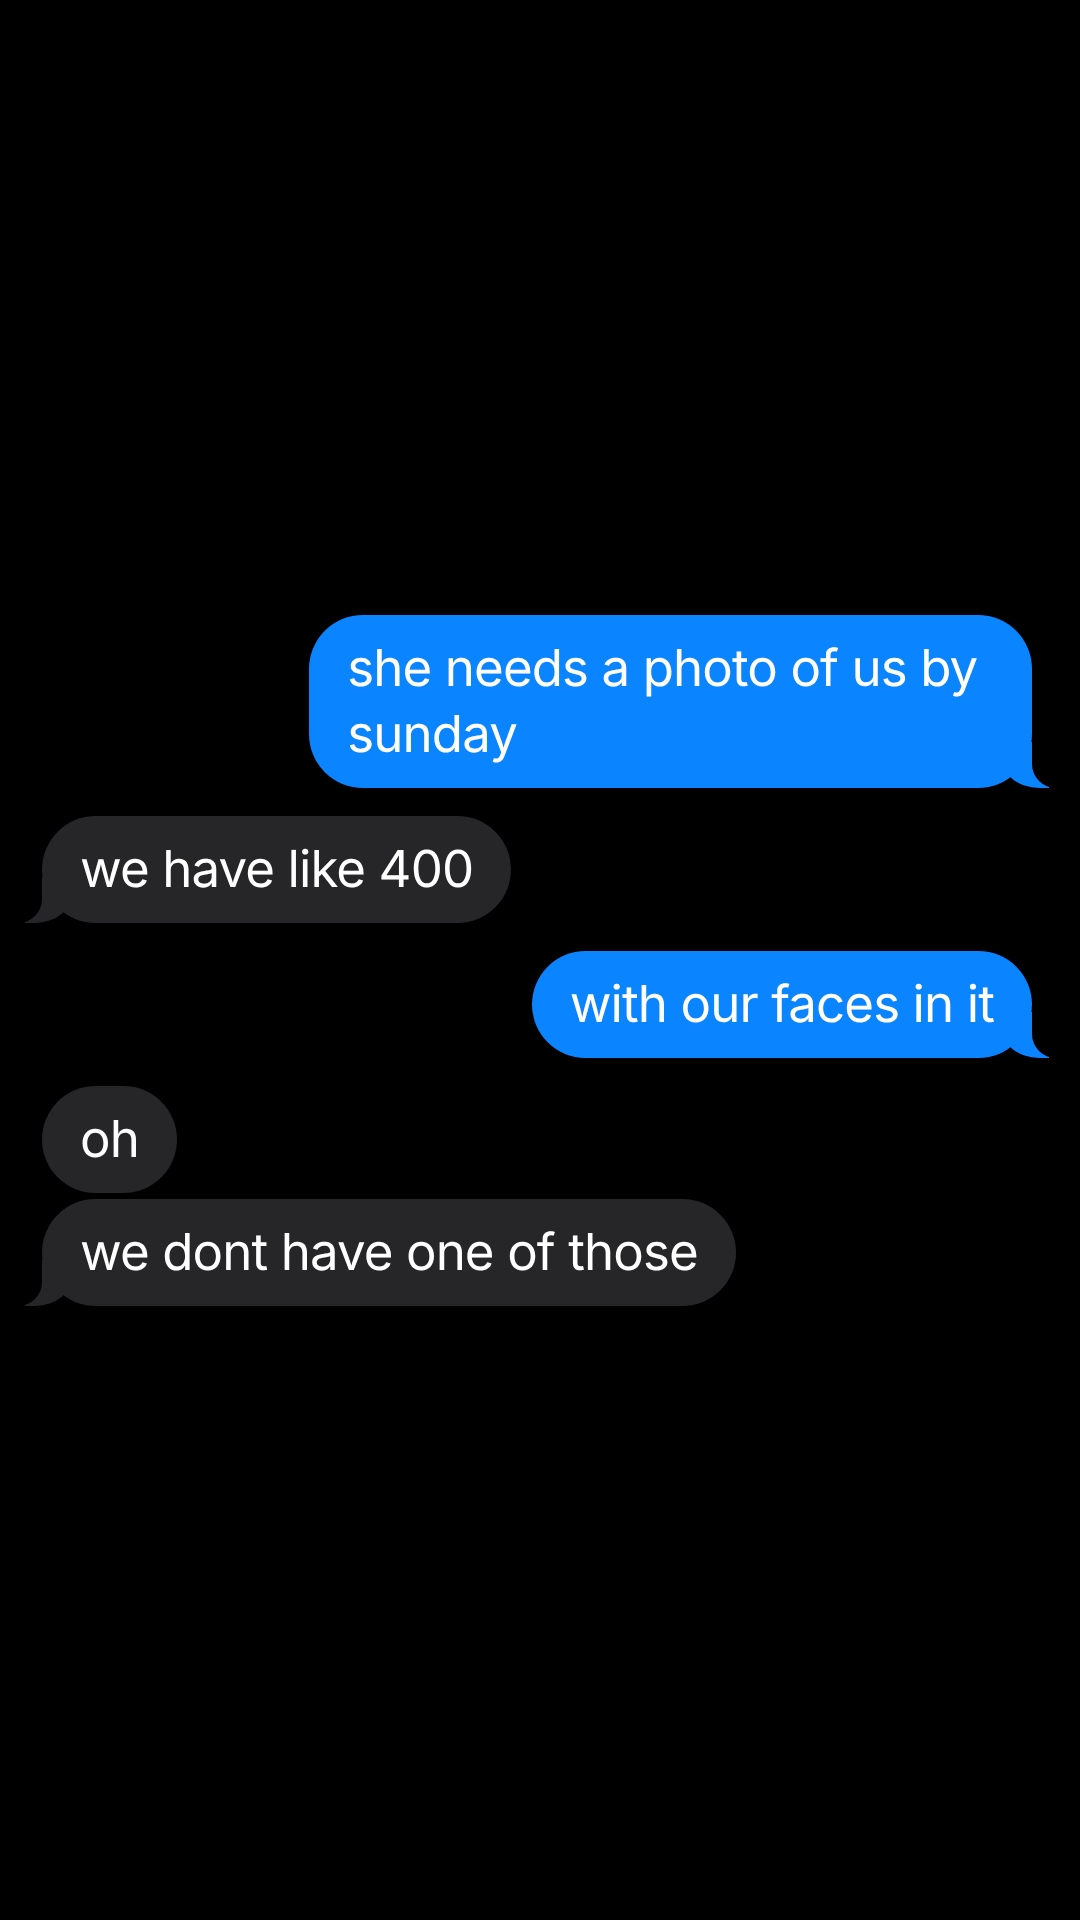 she needs a photo of us by
sunday
we have like 400
with our faces in it
oh
we dont have one of those